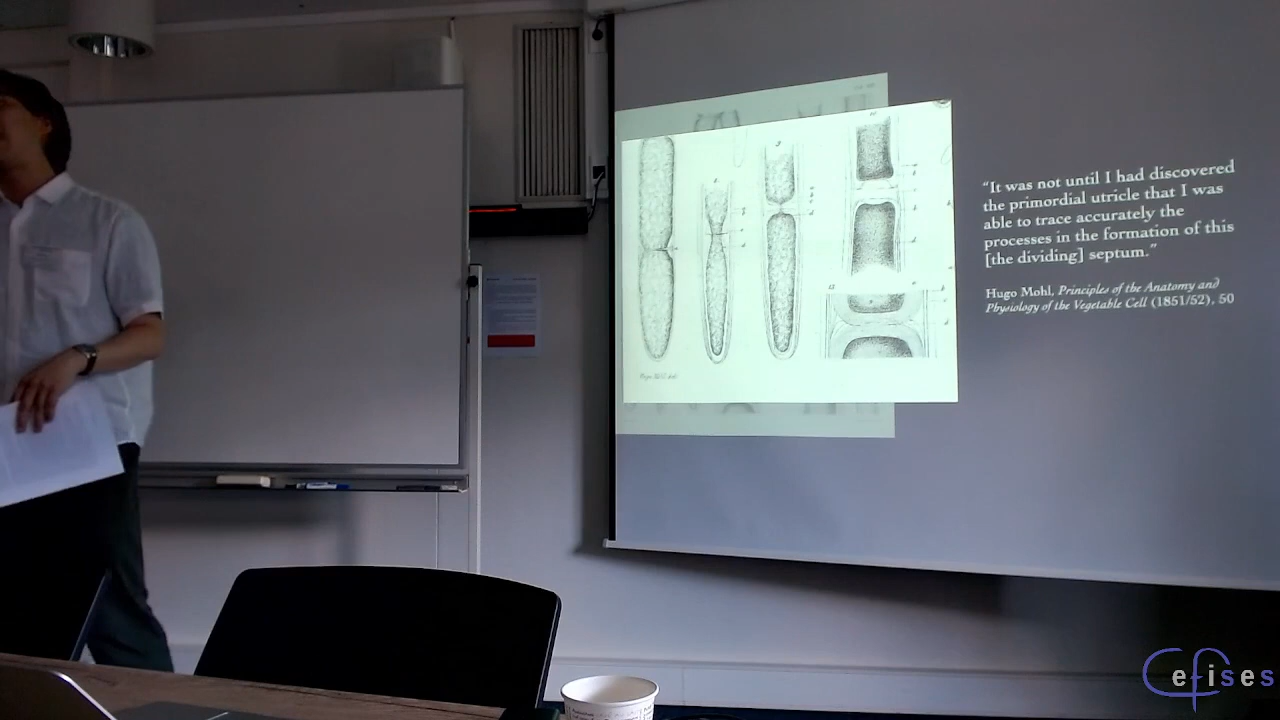 “It was not until I had discovered
the primordial utricle that I was
able to trace accurately the
processes in the formation of this
[the dividing] septum.”
Hugo Mohl, Principles of the Anatomy and
Physiology of the Vegetable Cell (1851/52), 50
efises